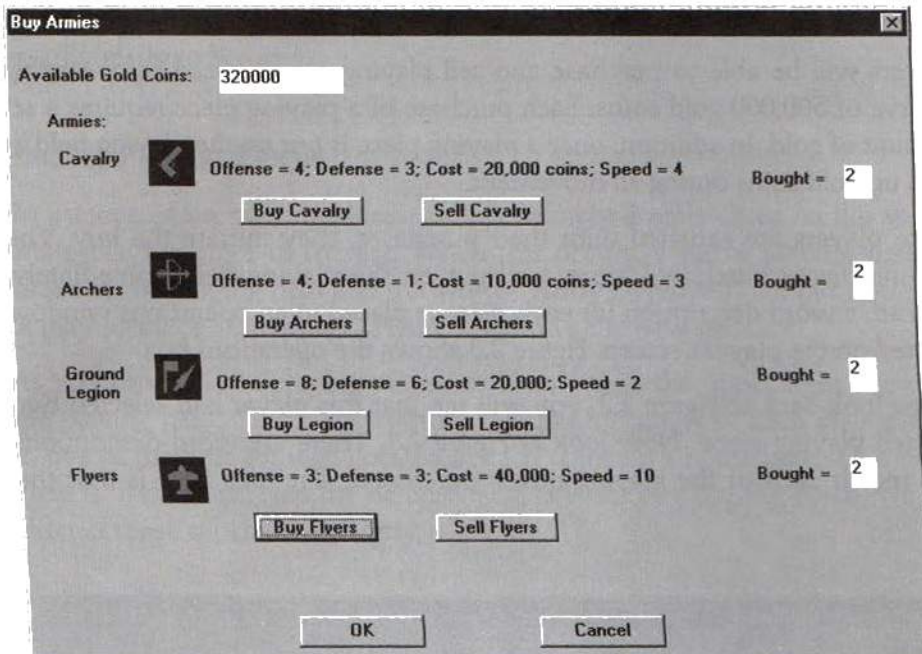 Buy Armies
Available Gold Coins: 320000
Armies:
Cavalry
Offense = 4; Defense = 3; Cost = 20,000 coins; Speed = 4
Bought = 2
Buy Cavalry
Sell Cavalry
Archers
Offense = 4; Defense = 1; Cost = 10,000 coins; Speed = 3
Bought = 2
Buy Archers
Sell Archers
Ground
Legion
Offense = 8; Defense = 6; Cost = 20,000; Speed = 2
Bought = 2
Buy Legion
Sell Legion
Flyers
Offense = 3; Defense = 3; Cost = 40,000; Speed = 10
Bought = 2
Buy Flyers
Sell Flyers
OK
Cancel